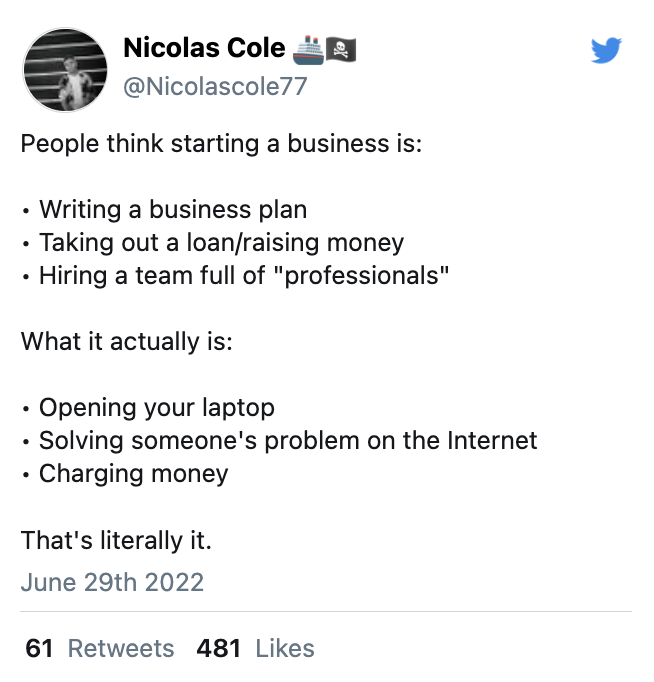 Nicolas Cole 🚢🏴‍☠️
@Nicolascole77
People think starting a business is:
• Writing a business plan
• Taking out a loan/raising money
• Hiring a team full of "professionals"
What it actually is:
• Opening your laptop
• Solving someone's problem on the Internet
• Charging money
That's literally it.
June 29th 2022
61 Retweets 481 Likes